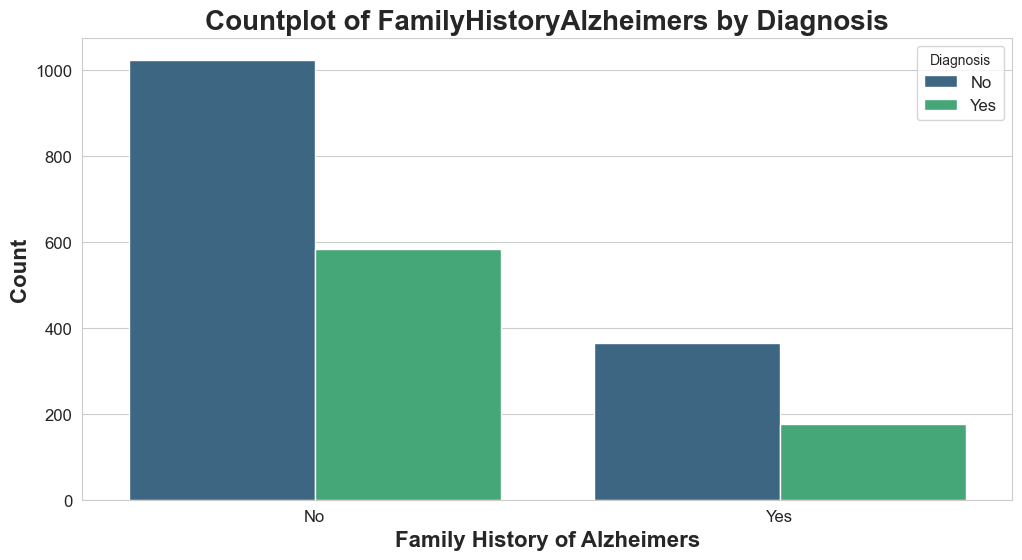 Countplot of FamilyHistoryAlzheimers by Diagnosis
Diagnosis
No
Yes
1000
800
600
400
200
0
Count
No Yes
Family History of Alzheimers